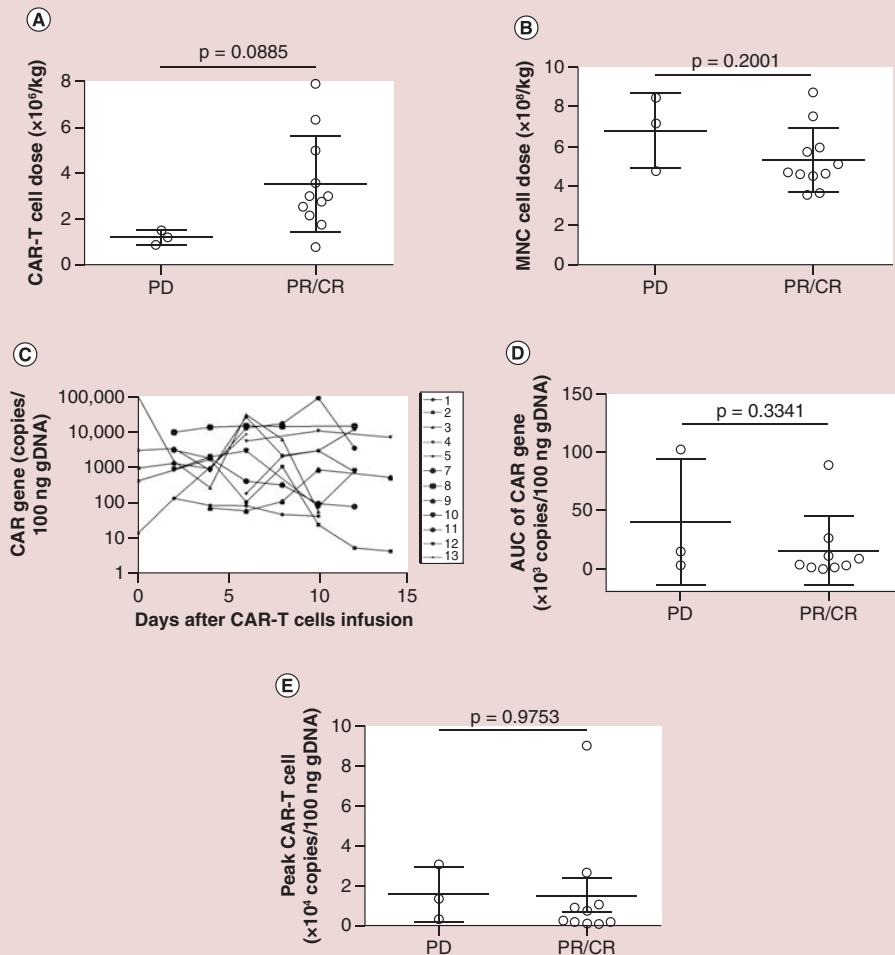 A
p = 0.0885
CAR-T cell dose (×10⁶/kg)
8
6
4
2
0
PD
PR/CR
B
p = 0.2001
MNC cell dose (×10⁸/kg)
10
8
6
4
2
0
PD
PR/CR
C
CAR gene (copies/
100 ng gDNA)
100,000
10,000
1000
100
10
1
0
5
10
15
Days after CAR-T cells infusion
1
2
3
4
5
7
8
9
10
11
12
13
D
p = 0.3341
AUC of CAR gene
(×10³ copies/100 ng gDNA)
150
100
50
0
PD
PR/CR
E
p = 0.9753
Peak CAR-T cell
(×10⁴ copies/100 ng gDNA)
10
8
6
4
2
0
PD
PR/CR